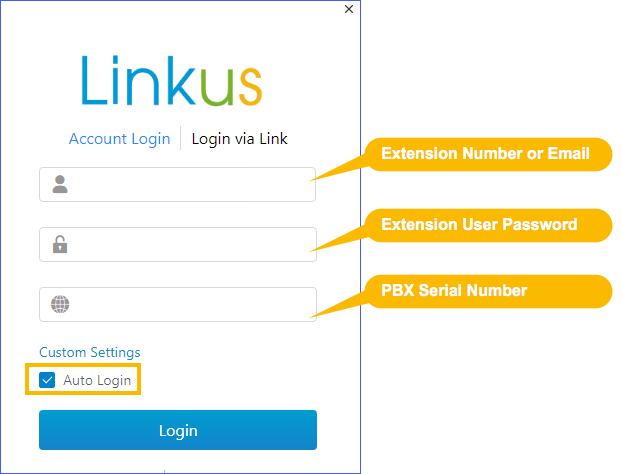 Linkus
Account Login Login via Link
Extension Number or Email
Extension User Password
PBX Serial Number
Custom Settings
Auto Login
Login